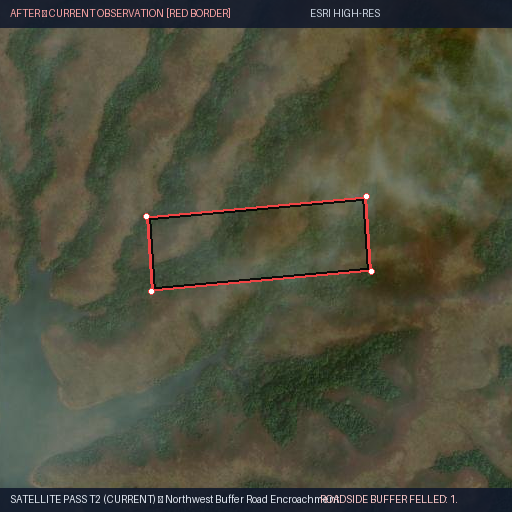 AFTER ▯ CURRENT OBSERVATION [RED BORDER] ESRI HIGH-RES
SATELLITE PASS T2 (CURRENT) ▯ Northwest Buffer Road Encroachment ROADSIDE BUFFER FELLED: 1.